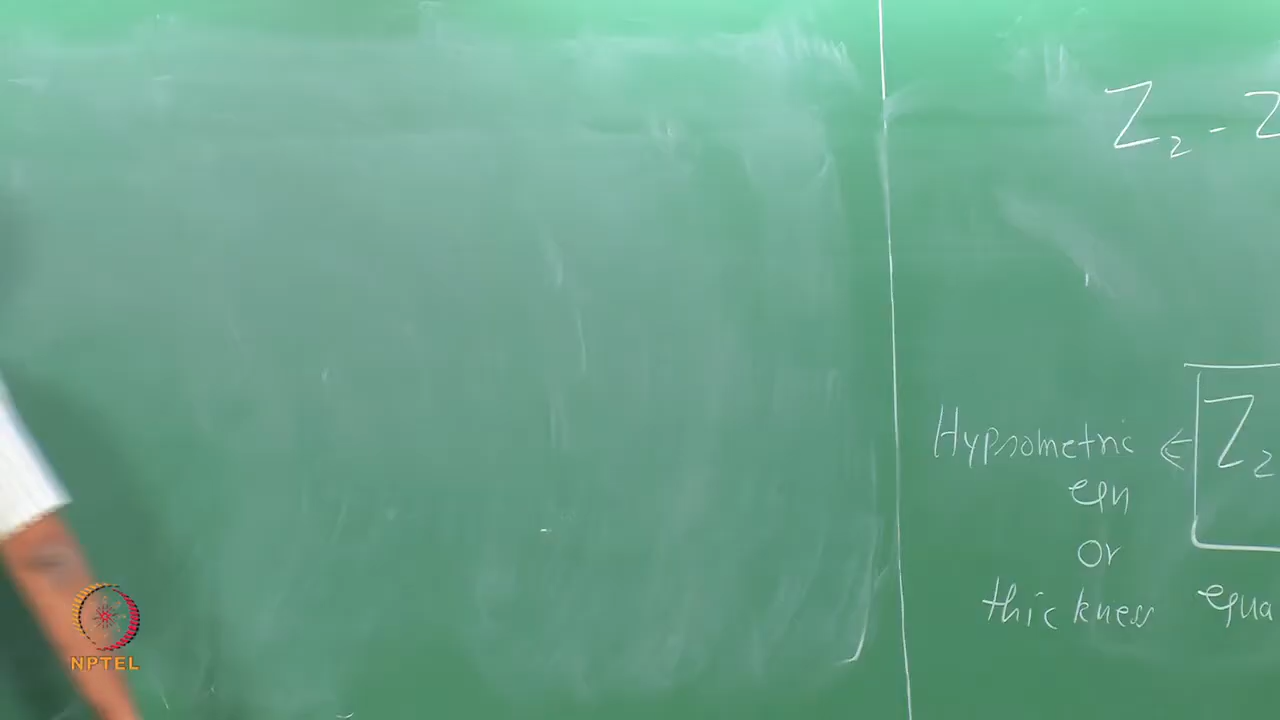 Z₂ - Z
Hypsometric ← Z₂
eqn
or
thickness equa
NPTEL